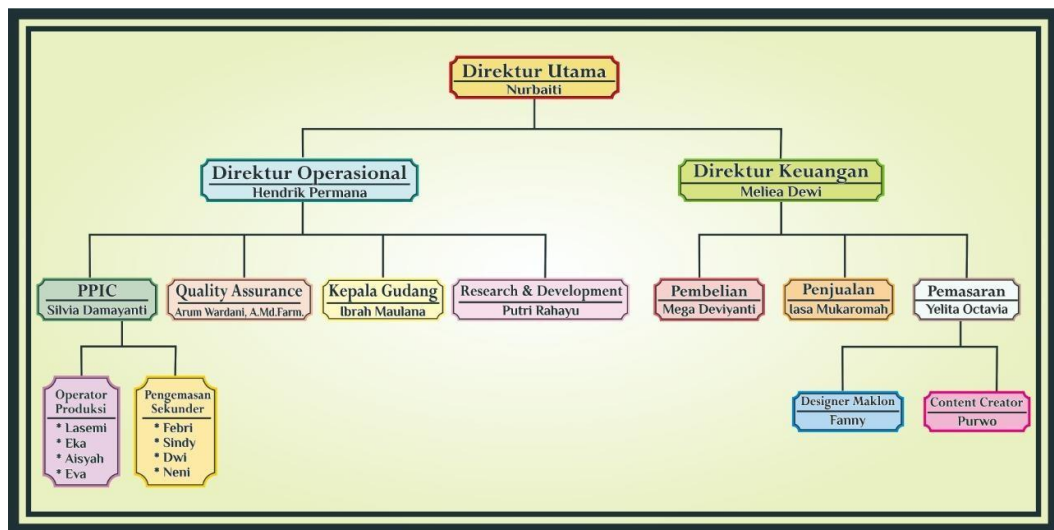 Direktur Utama
Nurbaiti
Direktur Operasional
Hendrik Permana
Direktur Keuangan
Meliea Dewi
PPIC
Silvia Damayanti
Quality Assurance
Arum Wardani, A.Md.Farm.
Kepala Gudang
Ibrah Maulana
Research & Development
Putri Rahayu
Pembelian
Mega Deviyanti
Penjualan
Iasa Mukaromah
Pemasaran
Yelita Octavia
Operator
Produksi
* Lasemi
* Eka
* Aisyah
* Eva
Pengemasan
Sekunder
* Febri
* Sindy
* Dwi
* Neni
Designer Maklon
Fanny
Content Creator
Purwo